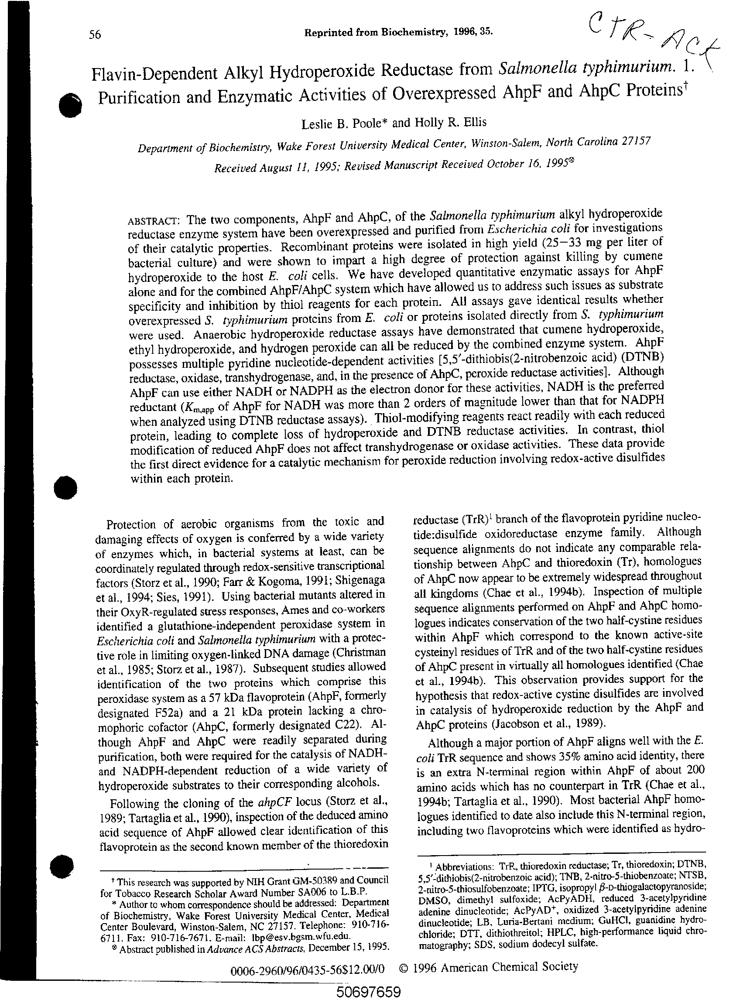 56
Reprinted from Biochemistry, 1996, 35.
CTR-Act
Flavin-Dependent Alkyl Hydroperoxide Reductase from Salmonella typhimurium. 1.
Purification and Enzymatic Activities of Overexpressed AhpF and AhpC Proteins†
Leslie B. Poole* and Holly R. Ellis
Department of Biochemistry, Wake Forest University Medical Center, Winston-Salem, North Carolina 27157
Received August 11, 1995; Revised Manuscript Received October 16, 1995⊗
ABSTRACT: The two components, AhpF and AhpC, of the Salmonella typhimurium alkyl hydroperoxide
reductase enzyme system have been overexpressed and purified from Escherichia coli for investigations
of their catalytic properties. Recombinant proteins were isolated in high yield (25−33 mg per liter of
bacterial culture) and were shown to impart a high degree of protection against killing by cumene
hydroperoxide to the host E. coli cells. We have developed quantitative enzymatic assays for AhpF
alone and for the combined AhpF/AhpC system which have allowed us to address such issues as substrate
specificity and inhibition by thiol reagents for each protein. All assays gave identical results whether
overexpressed S. typhimurium proteins from E. coli or proteins isolated directly from S. typhimurium
were used. Anaerobic hydroperoxide reductase assays have demonstrated that cumene hydroperoxide,
ethyl hydroperoxide, and hydrogen peroxide can all be reduced by the combined enzyme system. AhpF
possesses multiple pyridine nucleotide-dependent activities [5,5′-dithiobis(2-nitrobenzoic acid) (DTNB)
reductase, oxidase, transhydrogenase, and, in the presence of AhpC, peroxide reductase activities]. Although
AhpF can use either NADH or NADPH as the electron donor for these activities, NADH is the preferred
reductant (Km,app of AhpF for NADH was more than 2 orders of magnitude lower than that for NADPH
when analyzed using DTNB reductase assays). Thiol-modifying reagents react readily with each reduced
protein, leading to complete loss of hydroperoxide and DTNB reductase activities. In contrast, thiol
modification of reduced AhpF does not affect transhydrogenase or oxidase activities. These data provide
the first direct evidence for a catalytic mechanism for peroxide reduction involving redox-active disulfides
within each protein.
Protection of aerobic organisms from the toxic and
damaging effects of oxygen is conferred by a wide variety
of enzymes which, in bacterial systems at least, can be
coordinately regulated through redox-sensitive transcriptional
factors (Storz et al., 1990; Farr & Kogoma, 1991; Shigenaga
et al., 1994; Sies, 1991). Using bacterial mutants altered in
their OxyR-regulated stress responses, Ames and co-workers
identified a glutathione-independent peroxidase system in
Escherichia coli and Salmonella typhimurium with a protec-
tive role in limiting oxygen-linked DNA damage (Christman
et al., 1985; Storz et al., 1987). Subsequent studies allowed
identification of the two proteins which comprise this
peroxidase system as a 57 kDa flavoprotein (AhpF, formerly
designated F52a) and a 21 kDa protein lacking a chro-
mophoric cofactor (AhpC, formerly designated C22). Al-
though AhpF and AhpC were readily separated during
purification, both were required for the catalysis of NADH-
and NADPH-dependent reduction of a wide variety of
hydroperoxide substrates to their corresponding alcohols.
Following the cloning of the ahpCF locus (Storz et al.,
1989; Tartaglia et al., 1990), inspection of the deduced amino
acid sequence of AhpF allowed clear identification of this
flavoprotein as the second known member of the thioredoxin
† This research was supported by NIH Grant GM-50389 and Council
for Tobacco Research Scholar Award Number SA006 to L.B.P.
* Author to whom correspondence should be addressed: Department
of Biochemistry, Wake Forest University Medical Center, Medical
Center Boulevard, Winston-Salem, NC 27157. Telephone: 910-716-
6711. Fax: 910-716-7671. E-mail: lbp@esv.bgsm.wfu.edu.
⊗ Abstract published in Advance ACS Abstracts, December 15, 1995.
reductase (TrR)1 branch of the flavoprotein pyridine nucleo-
tide:disulfide oxidoreductase enzyme family. Although
sequence alignments do not indicate any comparable rela-
tionship between AhpC and thioredoxin (Tr), homologues
of AhpC now appear to be extremely widespread throughout
all kingdoms (Chae et al., 1994b). Inspection of multiple
sequence alignments performed on AhpF and AhpC homo-
logues indicates conservation of the two half-cystine residues
within AhpF which correspond to the known active-site
cysteinyl residues of TrR and of the two half-cystine residues
of AhpC present in virtually all homologues identified (Chae
et al., 1994b). This observation provides support for the
hypothesis that redox-active cystine disulfides are involved
in catalysis of hydroperoxide reduction by the AhpF and
AhpC proteins (Jacobson et al., 1989).
Although a major portion of AhpF aligns well with the E.
coli TrR sequence and shows 35% amino acid identity, there
is an extra N-terminal region within AhpF of about 200
amino acids which has no counterpart in TrR (Chae et al.,
1994b; Tartaglia et al., 1990). Most bacterial AhpF homo-
logues identified to date also include this N-terminal region,
including two flavoproteins which were identified as hydro-
1 Abbreviations: TrR, thioredoxin reductase; Tr, thioredoxin; DTNB,
5,5′-dithiobis(2-nitrobenzoic acid); TNB, 2-nitro-5-thiobenzoate; NTSB,
2-nitro-5-thiosulfobenzoate; IPTG, isopropyl β-D-thiogalactopyranoside;
DMSO, dimethyl sulfoxide; AcPyADH, reduced 3-acetylpyridine
adenine dinucleotide; AcPyAD+, oxidized 3-acetylpyridine adenine
dinucleotide; LB, Luria-Bertani medium; GuHCl, guanidine hydro-
chloride; DTT, dithiothreitol; HPLC, high-performance liquid chro-
matography; SDS, sodium dodecyl sulfate.
0006-2960/96/0435-56$12.00/0 © 1996 American Chemical Society
50697659